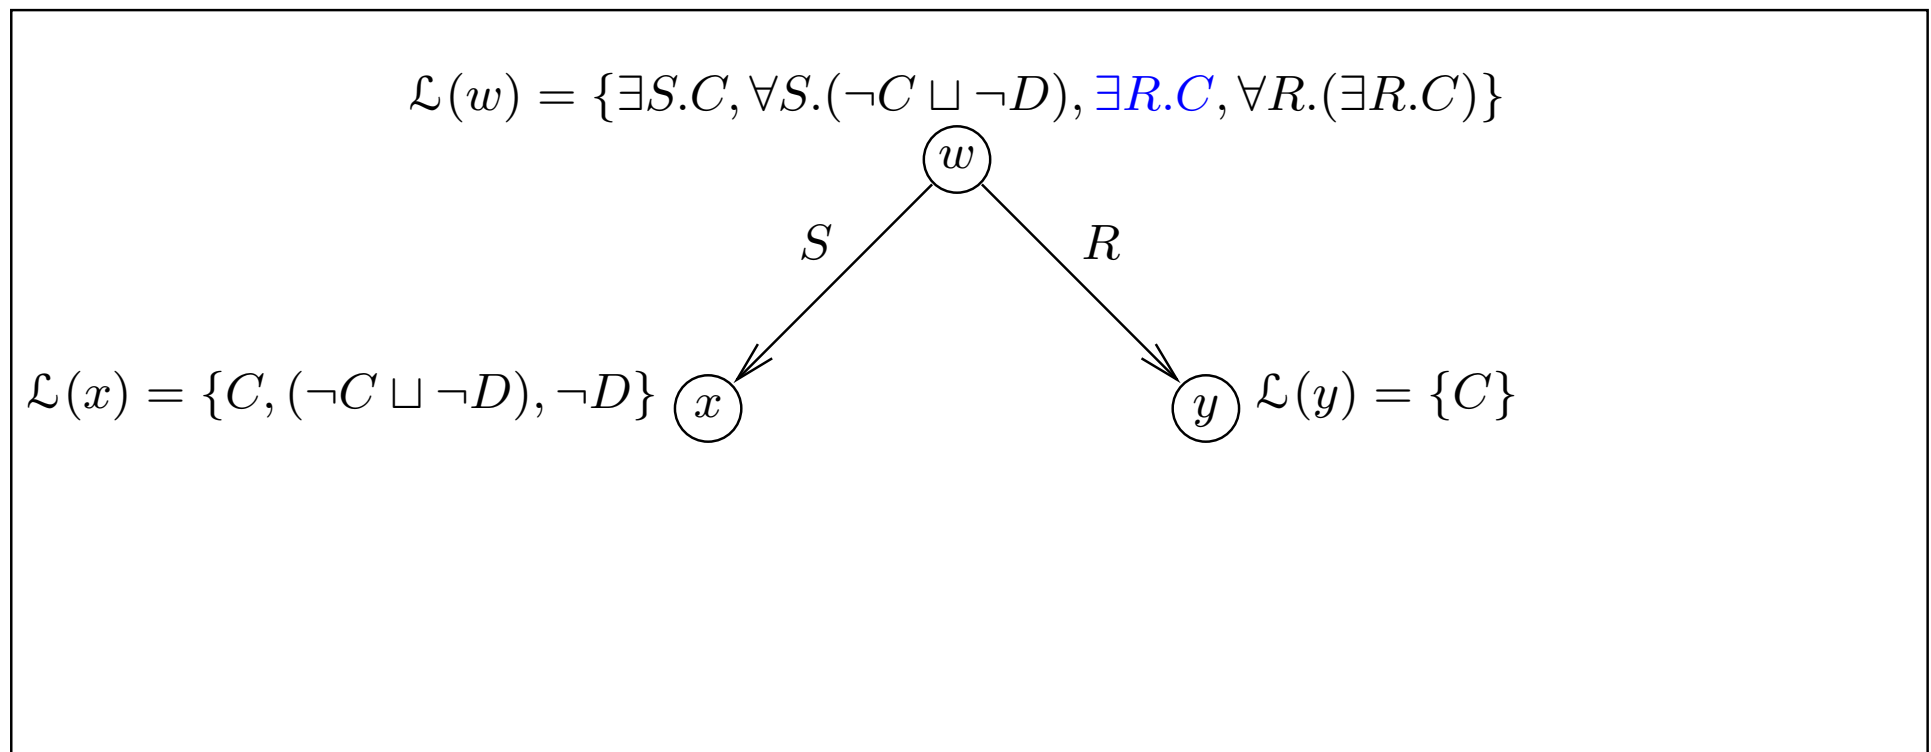 ℒ(w) = {∃S.C, ∀S.(¬C ⊔ ¬D), ∃R.C, ∀R.(∃R.C)}
w
S R
ℒ(x) = {C, (¬C ⊔ ¬D), ¬D} x y ℒ(y) = {C}